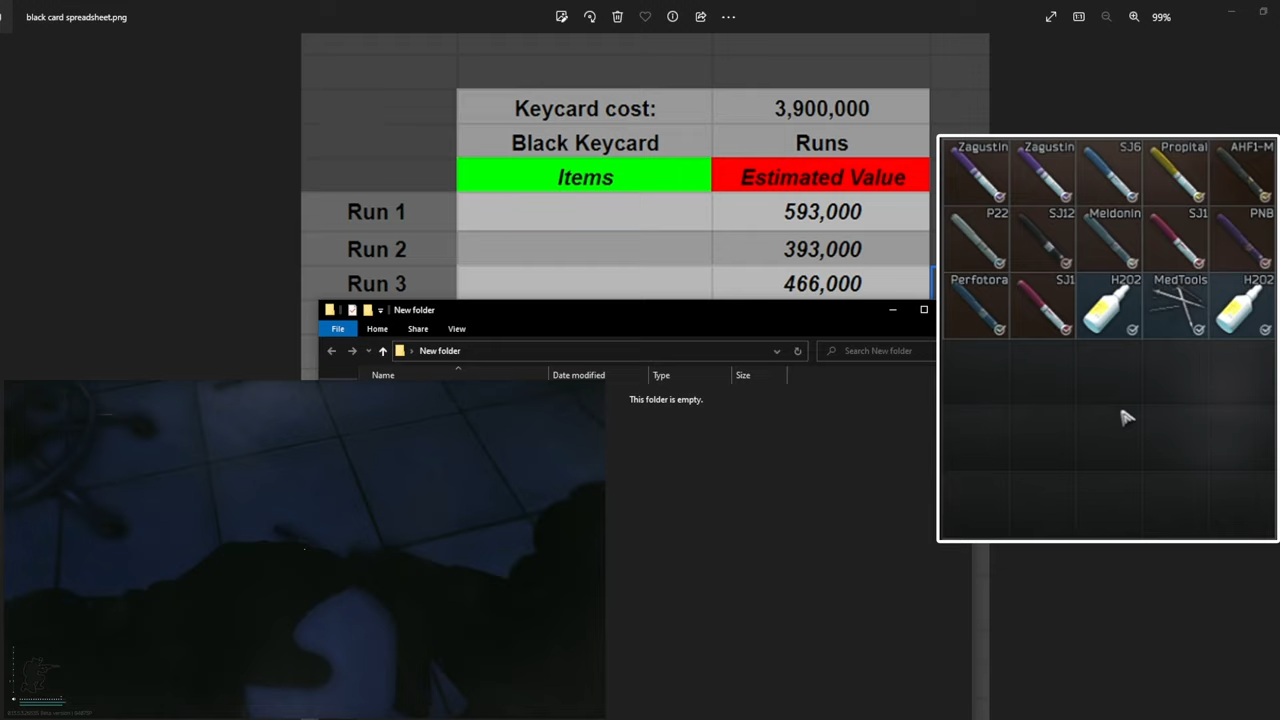 black card spreadsheet.png
99%
Keycard cost: 3,900,000
Black Keycard Runs
Items Estimated Value
Run 1 593,000
Run 2 393,000
Run 3 466,000
New folder
File Home Share View
New folder
Search New folder
Name Date modified Type Size
This folder is empty.
Zagustin Zagustin SJ6 Propital AHF1-M
P22 SJ12 Meldonin SJ1 PNB
Perfotora SJ1 H2O2 MedTools H2O2